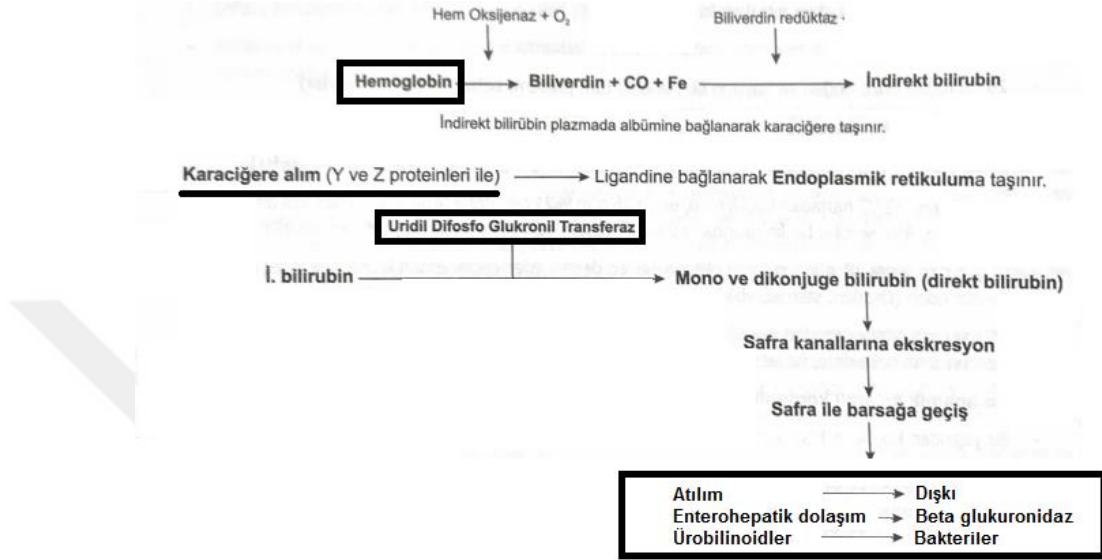 Hem Oksijenaz + O₂
Biliverdin redüktaz
Hemoglobin → Biliverdin + CO + Fe → İndirekt bilirubin
İndirekt bilirübin plazmada albümine bağlanarak karaciğere taşınır.
Karaciğere alım (Y ve Z proteinleri ile) → Ligandine bağlanarak Endoplasmik retikuluma taşınır.
Uridil Difosfo Glukronil Transferaz
İ. bilirubin → Mono ve dikonjuge bilirubin (direkt bilirubin)
Safra kanallarına ekskresyon
Safra ile barsağa geçiş
Atılım → Dışkı
Enterohepatik dolaşım → Beta glukuronidaz
Ürobilinoidler → Bakteriler